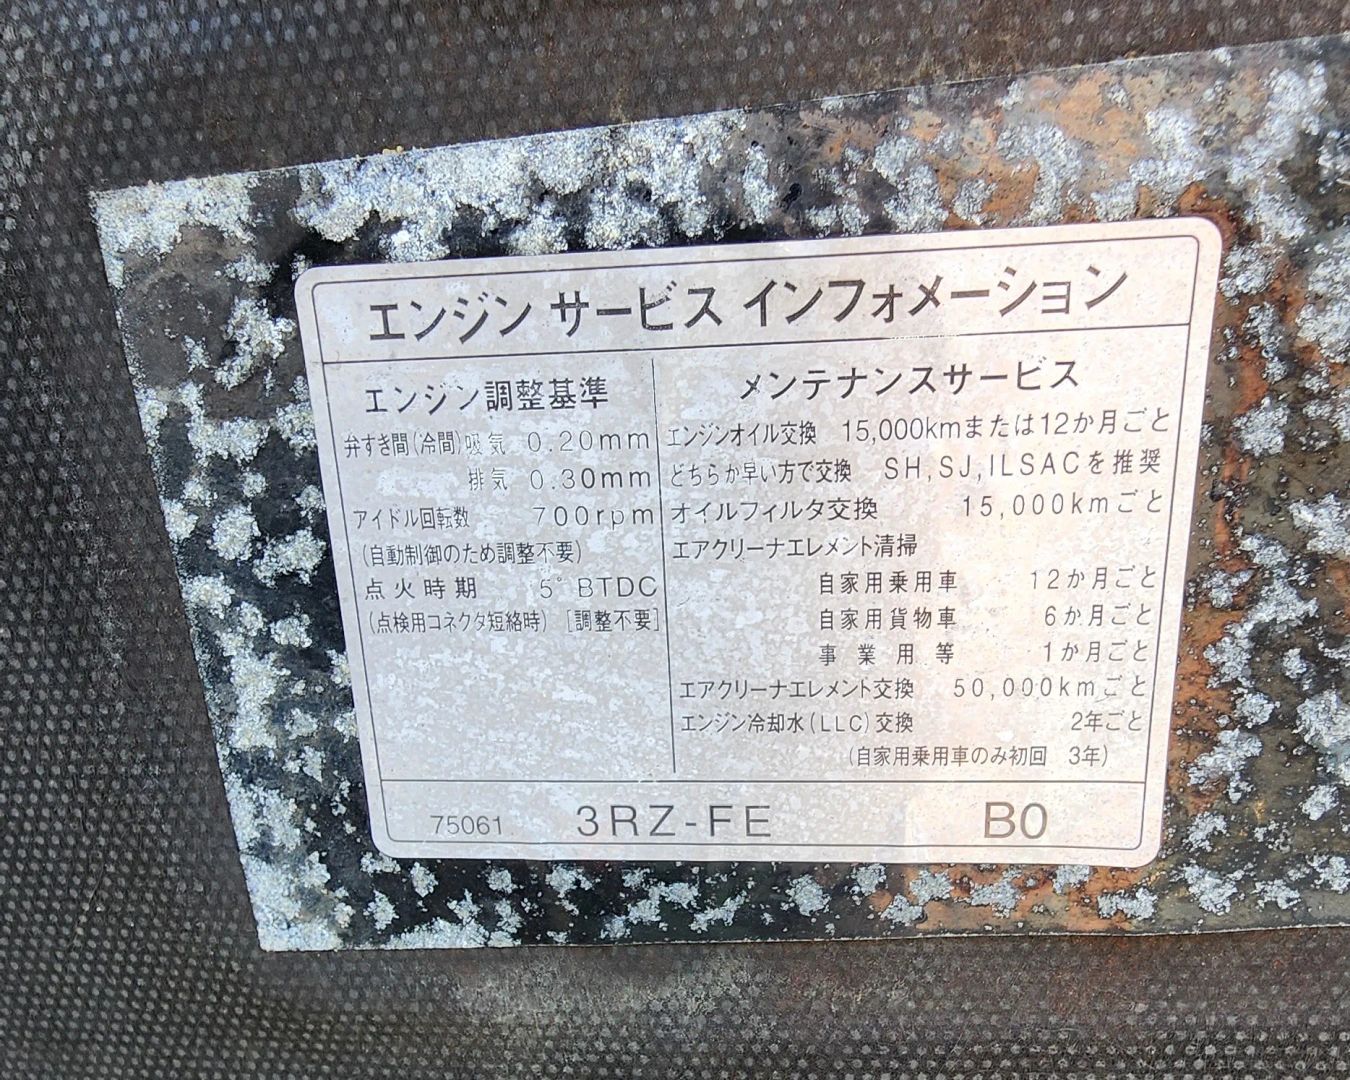 エンジン サービス インフォメーション
エンジン調整基準
弁すき間(冷間)吸気 0.20mm
排気 0.30mm
アイドル回転数 700rpm
(自動制御のため調整不要)
点火時期 5°BTDC
(点検用コネクタ短絡時) [調整不要]
メンテナンスサービス
エンジンオイル交換 15,000kmまたは12か月ごと
どちらか早い方で交換 SH,SJ,ILSACを推奨
オイルフィルタ交換 15,000kmごと
エアクリーナエレメント清掃
自家用乗用車 12か月ごと
自家用貨物車 6か月ごと
事業用等 1か月ごと
エアクリーナエレメント交換 50,000kmごと
エンジン冷却水(LLC)交換 2年ごと
(自家用乗用車のみ初回 3年)
75061 3RZ-FE B0